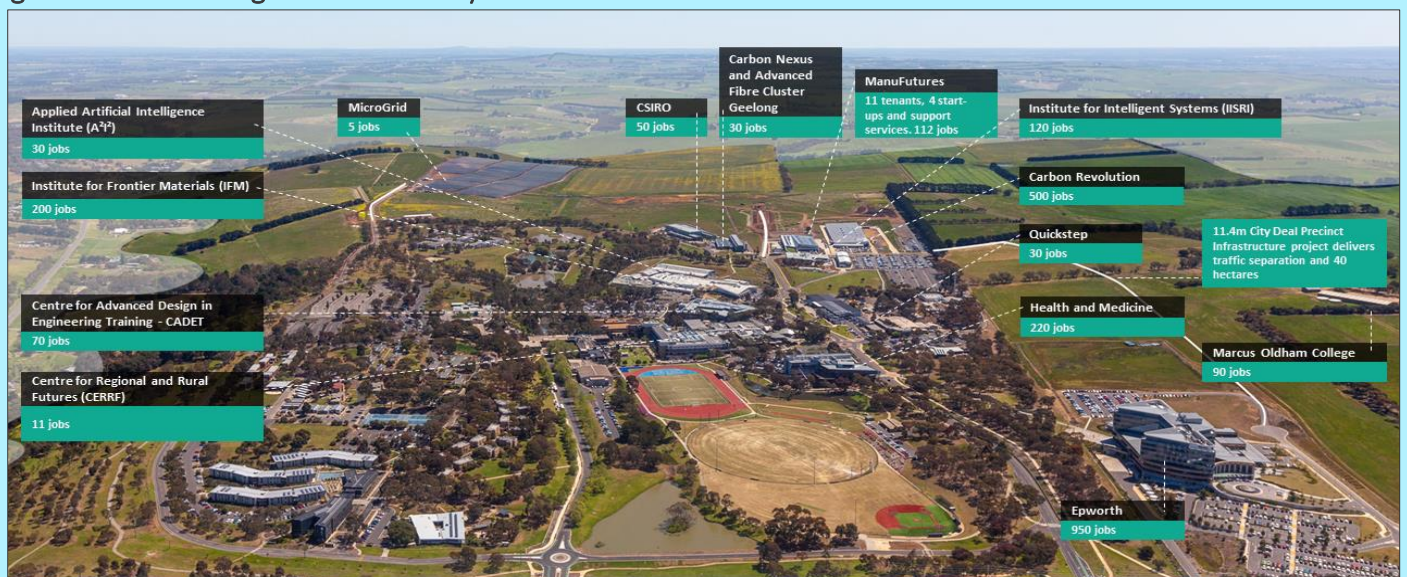 Applied Artificial Intelligence
Institute (A²I²)
30 jobs
MicroGrid
5 jobs
CSIRO
50 jobs
Carbon Nexus
and Advanced
Fibre Cluster
Geelong
30 jobs
ManuFutures
11 tenants, 4 start-
ups and support
services. 112 jobs
Institute for Intelligent Systems (IISRI)
120 jobs
Institute for Frontier Materials (IFM)
200 jobs
Carbon Revolution
500 jobs
Quickstep
30 jobs
11.4m City Deal Precinct
Infrastructure project delivers
traffic separation and 40
hectares
Centre for Advanced Design in
Engineering Training - CADET
70 jobs
Health and Medicine
220 jobs
Marcus Oldham College
90 jobs
Centre for Regional and Rural
Futures (CERRF)
11 jobs
Epworth
950 jobs